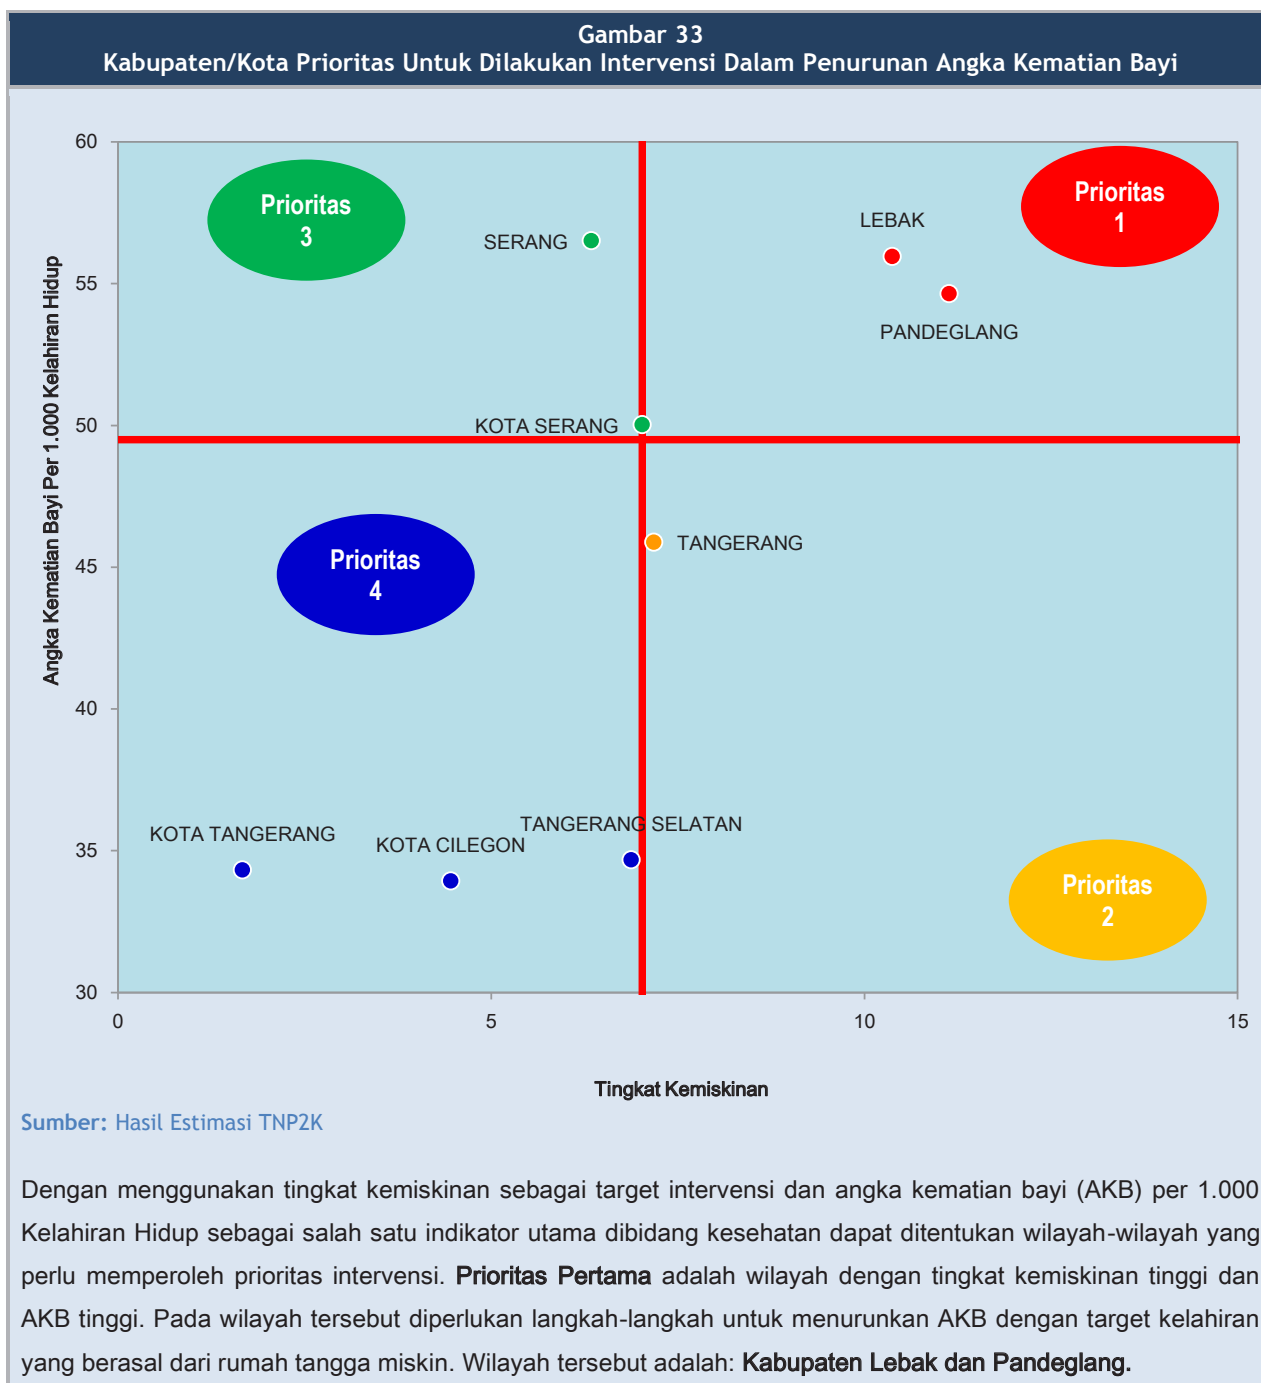 Gambar 33
Kabupaten/Kota Prioritas Untuk Dilakukan Intervensi Dalam Penurunan Angka Kematian Bayi
60
55
50
45
40
35
30
Angka Kematian Bayi Per 1.000 Kelahiran Hidup
Prioritas
3
Prioritas
1
LEBAK
SERANG
PANDEGLANG
KOTA SERANG
TANGERANG
Prioritas
4
TANGERANG SELATAN
KOTA TANGERANG
KOTA CILEGON
Prioritas
2
0
5
10
15
Tingkat Kemiskinan
Sumber: Hasil Estimasi TNP2K
Dengan menggunakan tingkat kemiskinan sebagai target intervensi dan angka kematian bayi (AKB) per 1.000
Kelahiran Hidup sebagai salah satu indikator utama dibidang kesehatan dapat ditentukan wilayah-wilayah yang
perlu memperoleh prioritas intervensi. Prioritas Pertama adalah wilayah dengan tingkat kemiskinan tinggi dan
AKB tinggi. Pada wilayah tersebut diperlukan langkah-langkah untuk menurunkan AKB dengan target kelahiran
yang berasal dari rumah tangga miskin. Wilayah tersebut adalah: Kabupaten Lebak dan Pandeglang.